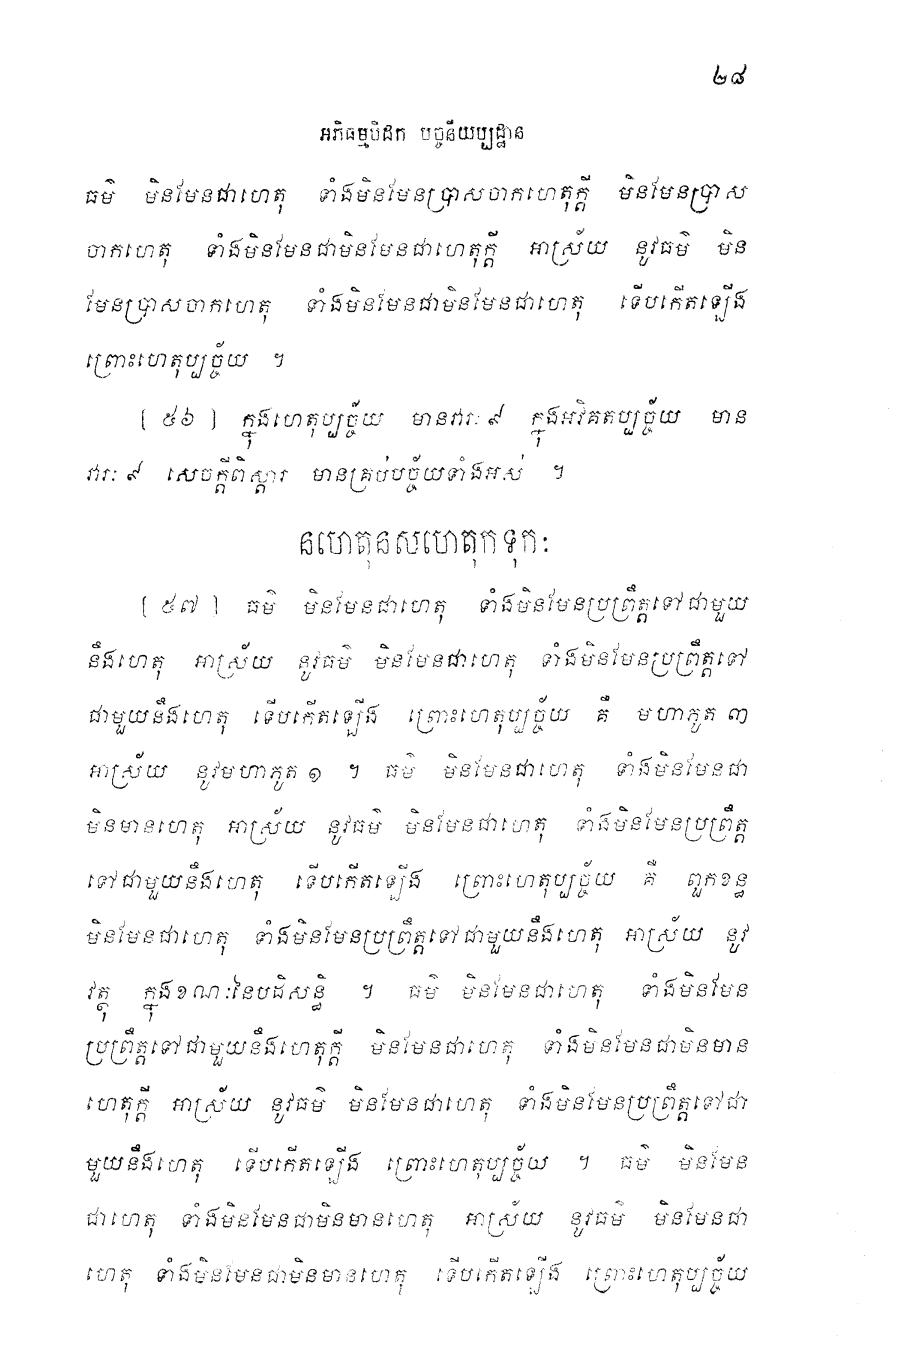 ២៨
អភិធម្មបិដក បច្ចនីយប្បដ្ឋាន
ធម៌ មិនមែនជាហេតុ ទាំងមិនមែនប្រាសចាកហេតុក្តី មិនមែនប្រាស
ចាកហេតុ ទាំងមិនមែនជាមិនមែនជាហេតុក្តី អាស្រ័យ នូវធម៌ មិន
មែនប្រាសចាកហេតុ ទាំងមិនមែនជាមិនមែនជាហេតុ ទើបកើតឡើង
ព្រោះហេតុប្បច្ច័យ ។
[ ៥៦ ] ក្នុងហេតុប្បច្ច័យ មានវារៈ ៩ ក្នុងអវិគតប្បច្ច័យ មាន
វារៈ ៩ សេចក្តីពិស្តារ មានគ្រប់បច្ច័យទាំងអស់ ។
នហេតុនសហេតុកទុកៈ
[ ៥៧ ] ធម៌ មិនមែនជាហេតុ ទាំងមិនមែនប្រព្រឹត្តទៅជាមួយ
នឹងហេតុ អាស្រ័យ នូវធម៌ មិនមែនជាហេតុ ទាំងមិនមែនប្រព្រឹត្តទៅ
ជាមួយនឹងហេតុ ទើបកើតឡើង ព្រោះហេតុប្បច្ច័យ គឺ មហាភូត ៣
អាស្រ័យ នូវមហាភូត ១ ។ ធម៌ មិនមែនជាហេតុ ទាំងមិនមែនជា
មិនមានហេតុ អាស្រ័យ នូវធម៌ មិនមែនជាហេតុ ទាំងមិនមែនប្រព្រឹត្ត
ទៅជាមួយនឹងហេតុ ទើបកើតឡើង ព្រោះហេតុប្បច្ច័យ គឺ ពួកខន្ធ
មិនមែនជាហេតុ ទាំងមិនមែនប្រព្រឹត្តទៅជាមួយនឹងហេតុ អាស្រ័យ នូវ
វត្ថុ ក្នុងខណៈនៃបដិសន្ធិ ។ ធម៌ មិនមែនជាហេតុ ទាំងមិនមែន
ប្រព្រឹត្តទៅជាមួយនឹងហេតុក្តី មិនមែនជាហេតុ ទាំងមិនមែនជាមិនមាន
ហេតុក្តី អាស្រ័យ នូវធម៌ មិនមែនជាហេតុ ទាំងមិនមែនប្រព្រឹត្តទៅជា
មួយនឹងហេតុ ទើបកើតឡើង ព្រោះហេតុប្បច្ច័យ ។ ធម៌ មិនមែន
ជាហេតុ ទាំងមិនមែនជាមិនមានហេតុ អាស្រ័យ នូវធម៌ មិនមែនជា
ហេតុ ទាំងមិនមែនជាមិនមានហេតុ ទើបកើតឡើង ព្រោះហេតុប្បច្ច័យ